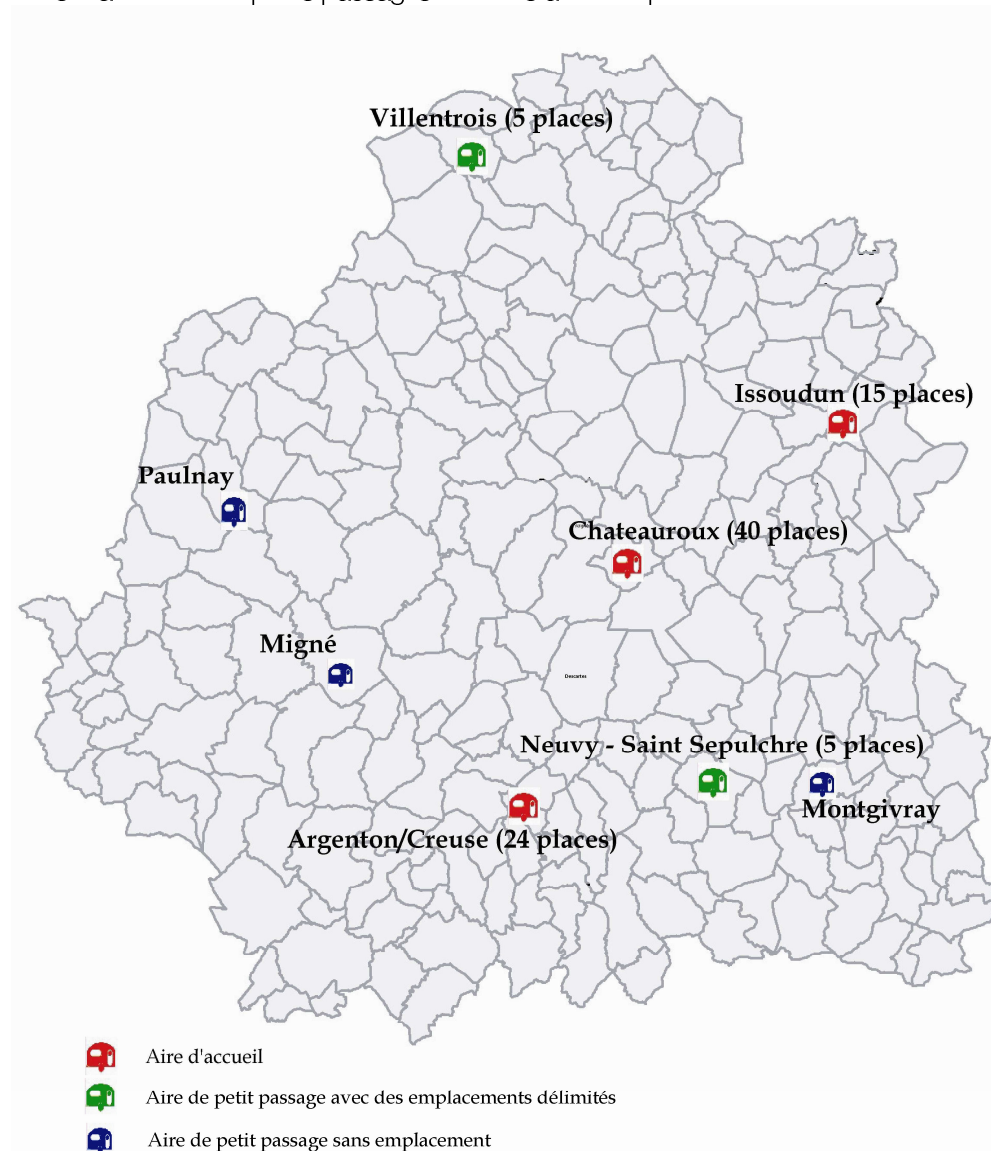 Villentrois (5 places)
Issoudun (15 places)
Paulnay
Chateauroux (40 places)
Migné
Descartes
Neuvy - Saint Sepulchre (5 places)
Montgivray
Argenton/Creuse (24 places)
Aire d'accueil
Aire de petit passage avec des emplacements délimités
Aire de petit passage sans emplacement